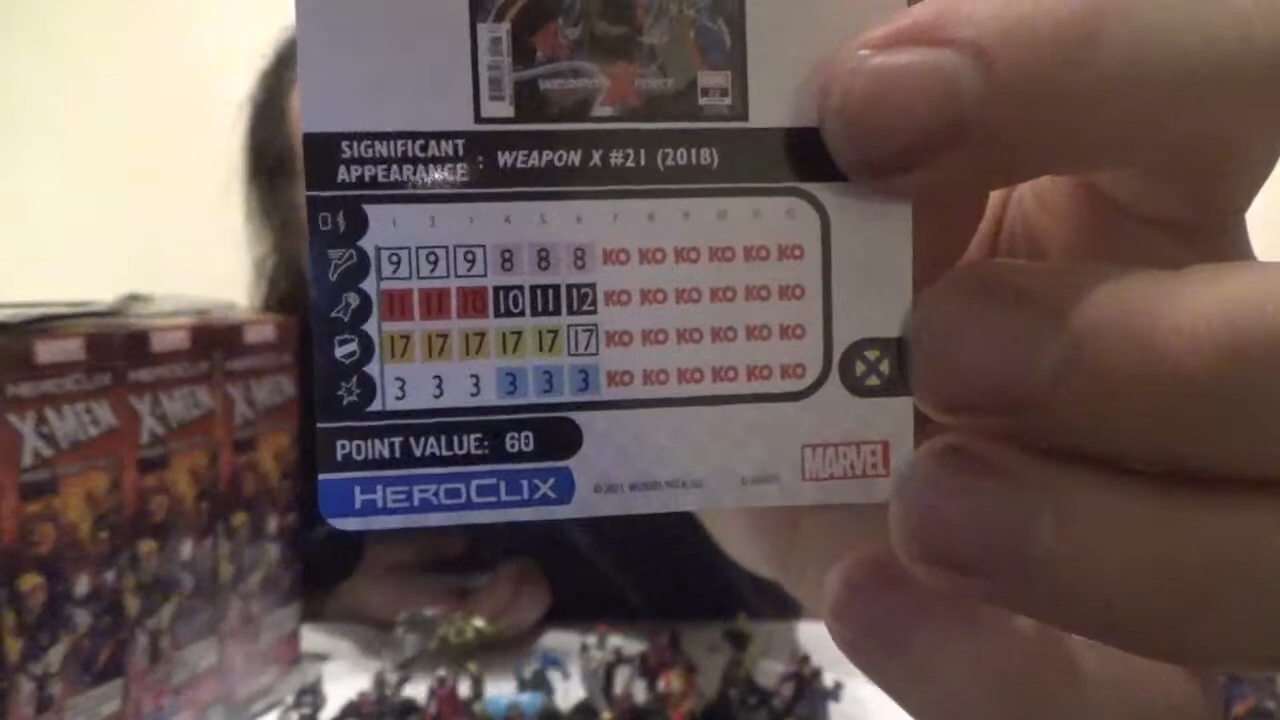 SIGNIFICANT APPEARANCE : WEAPON X #21 (2018)
9 9 9 8 8 8 KO KO KO KO KO KO
11 11 10 10 11 12 KO KO KO KO KO KO
17 17 17 17 17 17 KO KO KO KO KO KO
3 3 3 3 3 3 KO KO KO KO KO KO
POINT VALUE: 60
MARVEL
HEROCLIX
X-MEN X-MEN X-MEN